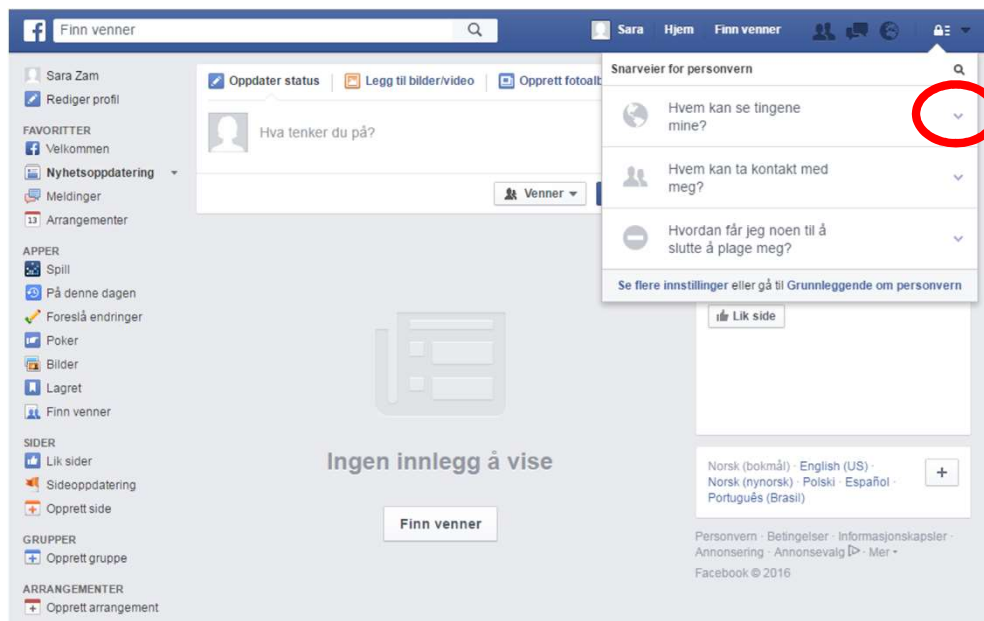 Finn venner
Sara Hjem Finn venner
Sara Zam
Rediger profil
FAVORITTER
Velkommen
Nyhetsoppdatering
Meldinger
13 Arrangementer
APPER
Spill
På denne dagen
Foreslå endringer
Poker
Bilder
Lagret
Finn venner
SIDER
Lik sider
Sideoppdatering
Opprett side
GRUPPER
Opprett gruppe
ARRANGEMENTER
Opprett arrangement
Oppdater status Legg til bilder/video Opprett fotoalb
Hva tenker du på?
Venner
Ingen innlegg å vise
Finn venner
Snarveier for personvern
Hvem kan se tingene
mine?
Hvem kan ta kontakt med
meg?
Hvordan får jeg noen til å
slutte å plage meg?
Se flere innstillinger eller gå til Grunnleggende om personvern
Lik side
Norsk (bokmål) · English (US) ·
Norsk (nynorsk) · Polski · Español ·
Português (Brasil)
Personvern · Betingelser · Informasjonskapsler ·
Annonsering · Annonsevalg · Mer
Facebook © 2016